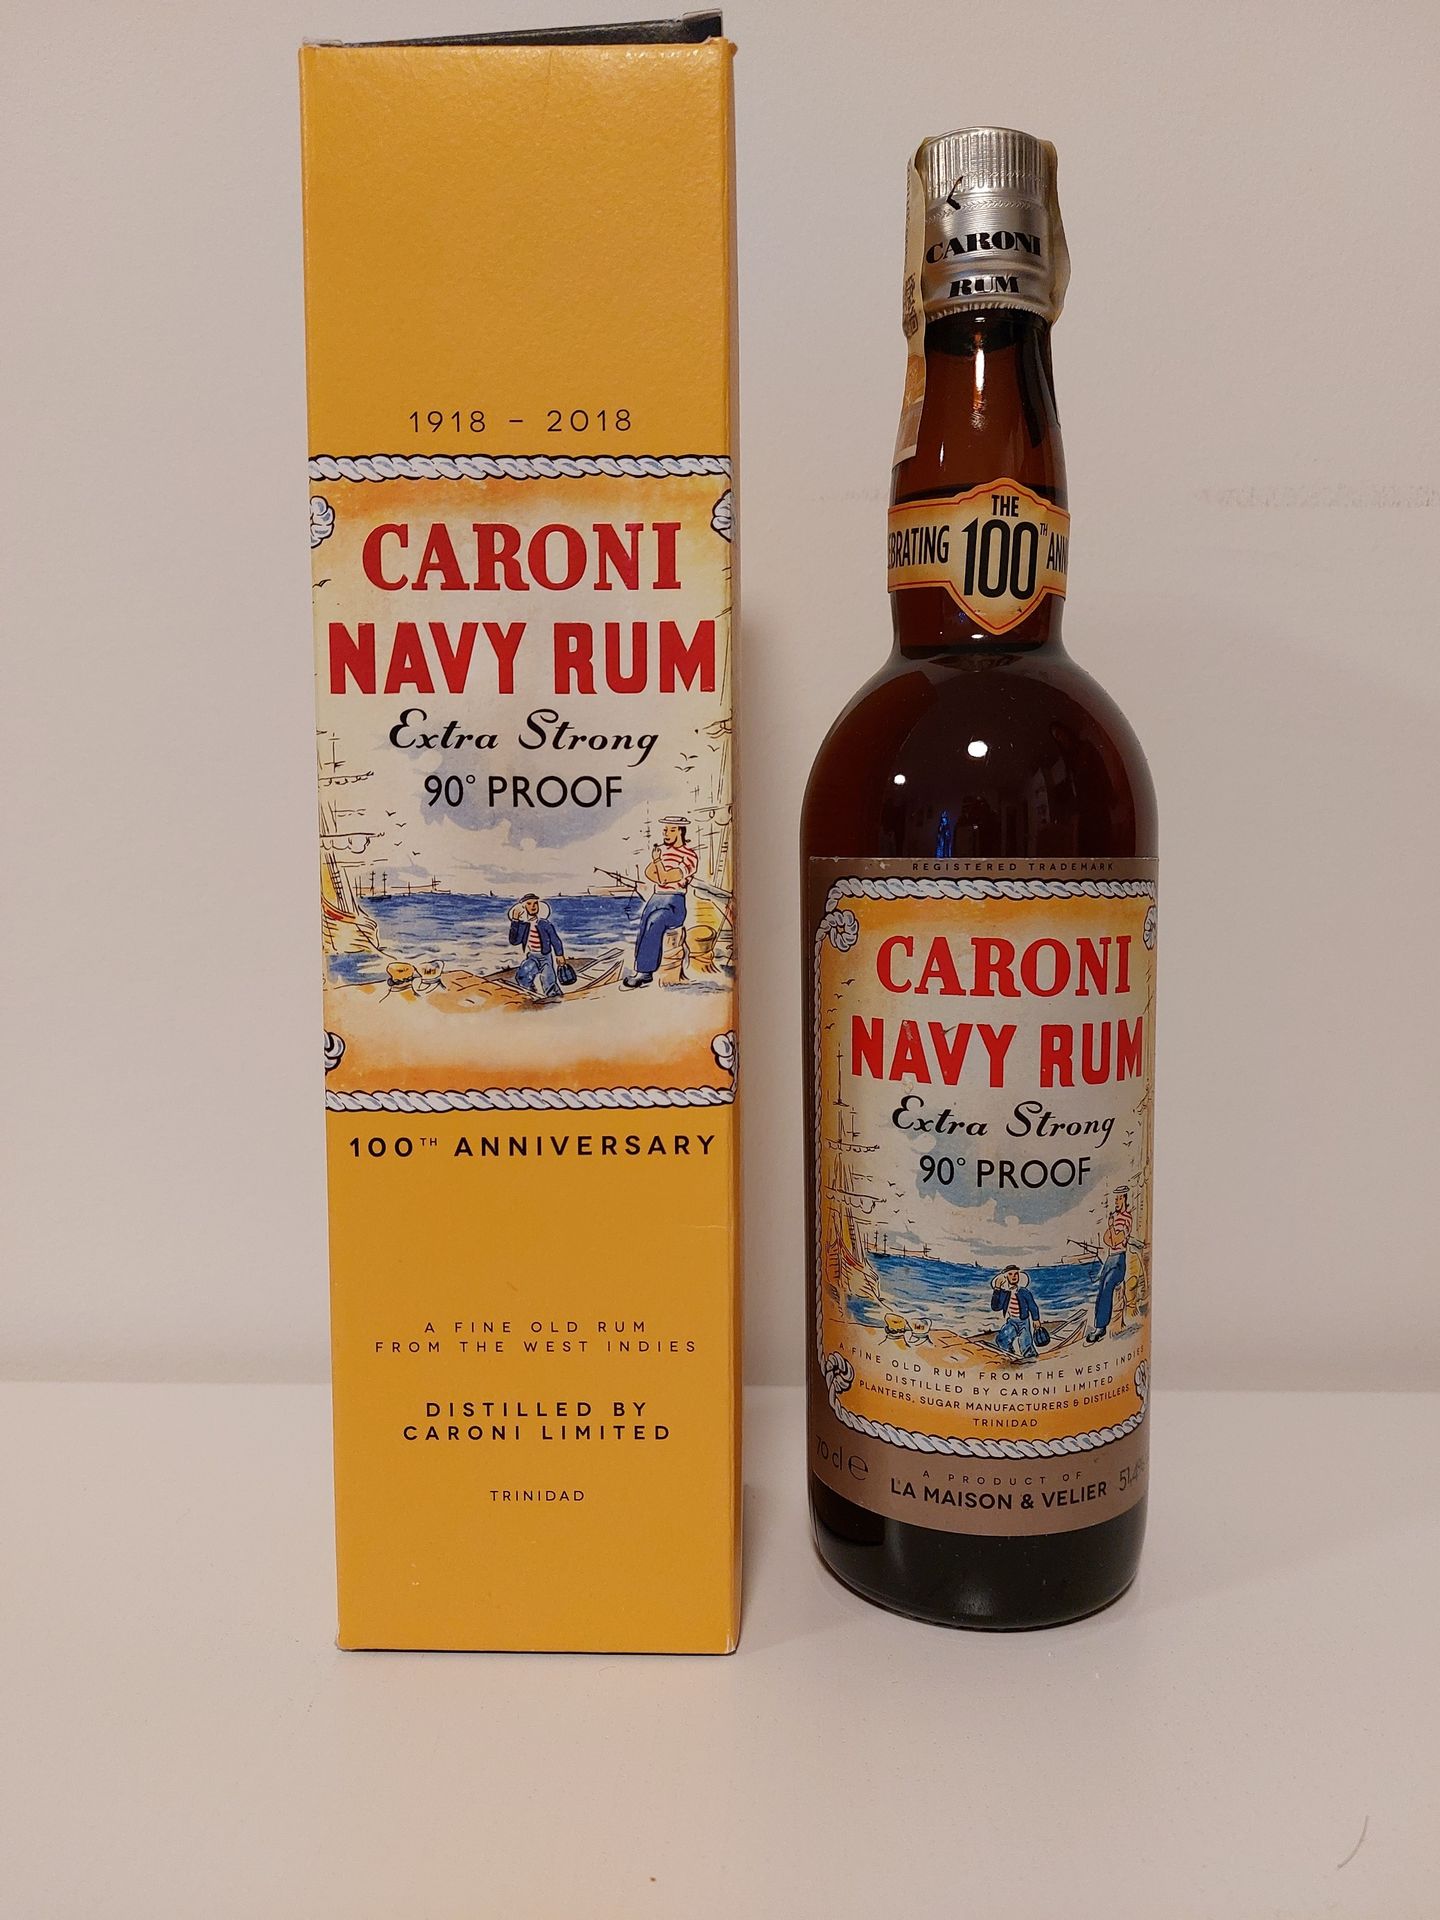 1918 - 2018
CARONI
NAVY RUM
Extra Strong
90° PROOF
100TH ANNIVERSARY
A FINE OLD RUM
FROM THE WEST INDIES
DISTILLED BY
CARONI LIMITED
TRINIDAD
CARONI
RUM
THE
100TH
REGISTERED TRADEMARK
CARONI
NAVY RUM
Extra Strong
90° PROOF
A FINE OLD RUM FROM THE WEST INDIES
DISTILLED BY CARONI LIMITED
PLANTERS, SUGAR MANUFACTURERS & DISTILLERS
TRINIDAD
70 cl ℮
A PRODUCT OF
LA MAISON & VELIER
51,4%